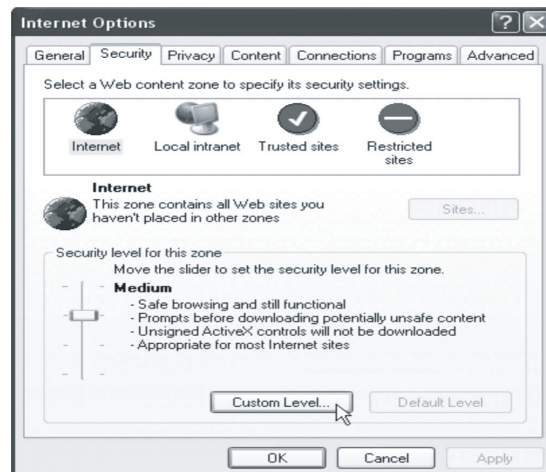 Internet Options
General Security Privacy Content Connections Programs Advanced
Select a Web content zone to specify its security settings.
Internet Local intranet Trusted sites Restricted sites
Internet
This zone contains all Web sites you
haven't placed in other zones
Sites...
Security level for this zone
Move the slider to set the security level for this zone.
Medium
- Safe browsing and still functional
- Prompts before downloading potentially unsafe content
- Unsigned ActiveX controls will not be downloaded
- Appropriate for most Internet sites
Custom Level... Default Level
OK Cancel Apply